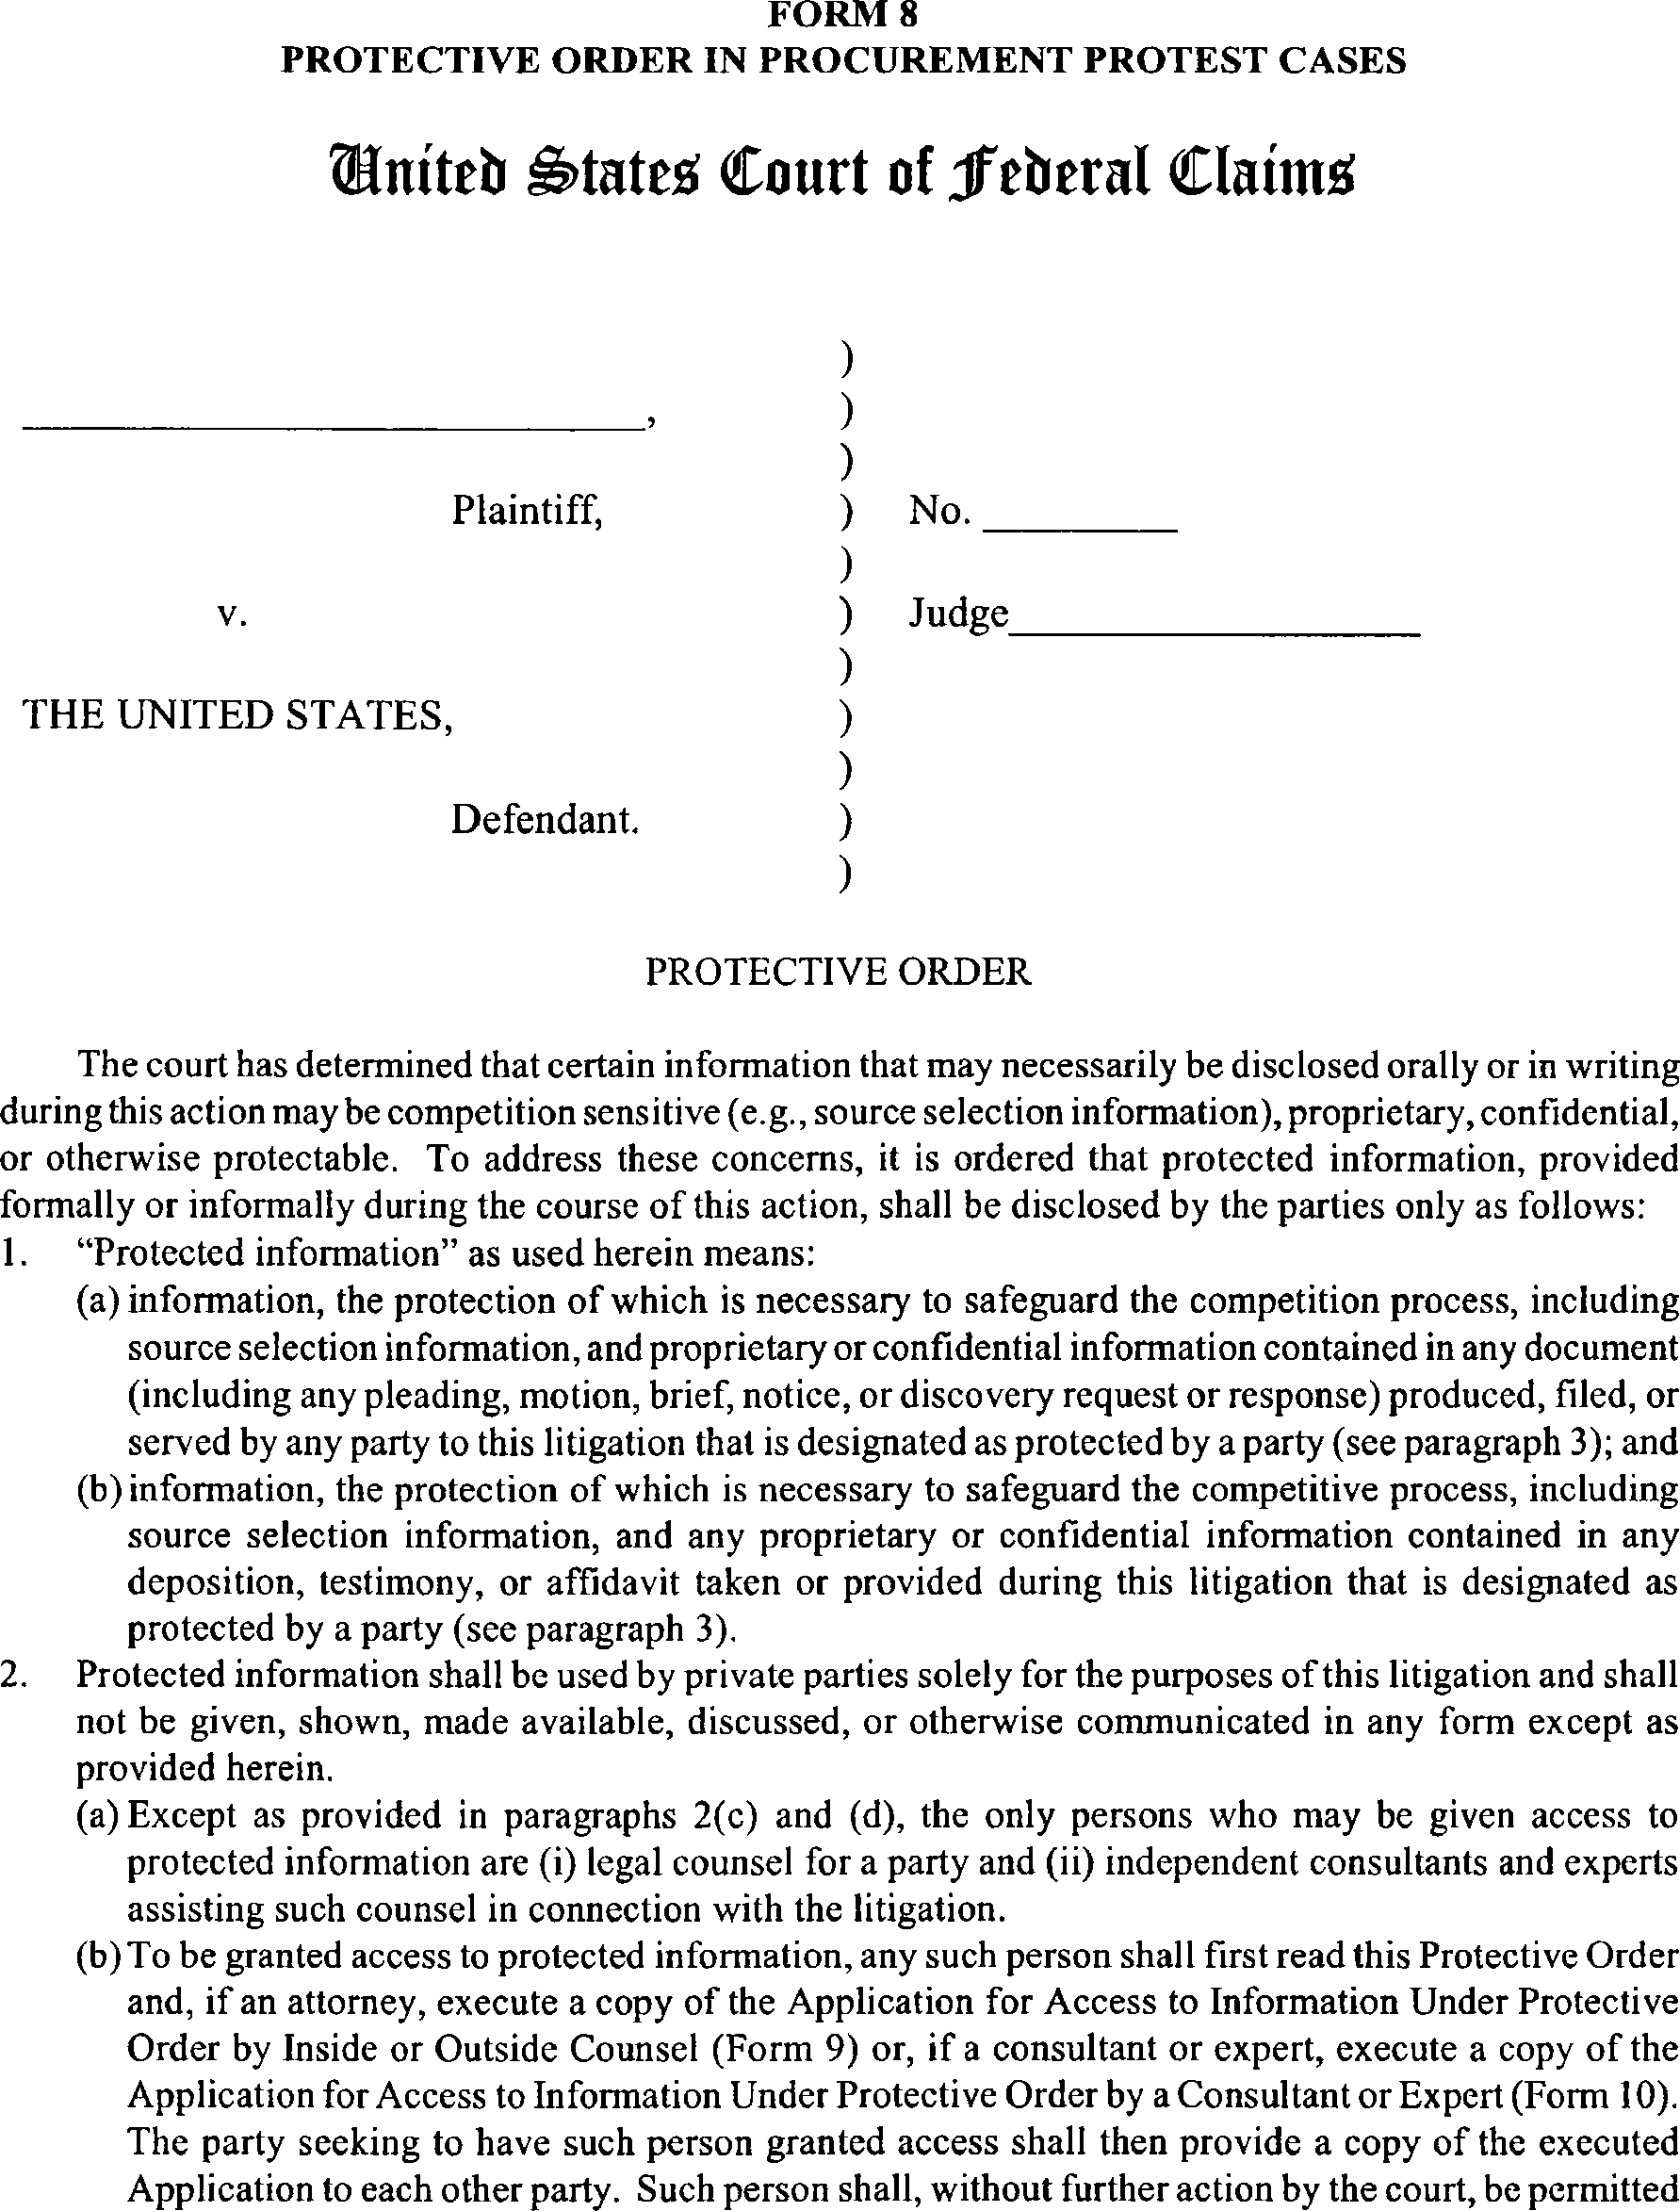 FORM 8
PROTECTIVE ORDER IN PROCUREMENT PROTEST CASES
United States Court of Federal Claims
)
____________________, )
)
Plaintiff, ) No. __________
)
v. ) Judge____________________
)
THE UNITED STATES, )
)
Defendant. )
)
PROTECTIVE ORDER
The court has determined that certain information that may necessarily be disclosed orally or in writing
during this action may be competition sensitive (e.g., source selection information), proprietary, confidential,
or otherwise protectable. To address these concerns, it is ordered that protected information, provided
formally or informally during the course of this action, shall be disclosed by the parties only as follows:
1. “Protected information” as used herein means:
(a) information, the protection of which is necessary to safeguard the competition process, including
source selection information, and proprietary or confidential information contained in any document
(including any pleading, motion, brief, notice, or discovery request or response) produced, filed, or
served by any party to this litigation that is designated as protected by a party (see paragraph 3); and
(b) information, the protection of which is necessary to safeguard the competitive process, including
source selection information, and any proprietary or confidential information contained in any
deposition, testimony, or affidavit taken or provided during this litigation that is designated as
protected by a party (see paragraph 3).
2. Protected information shall be used by private parties solely for the purposes of this litigation and shall
not be given, shown, made available, discussed, or otherwise communicated in any form except as
provided herein.
(a) Except as provided in paragraphs 2(c) and (d), the only persons who may be given access to
protected information are (i) legal counsel for a party and (ii) independent consultants and experts
assisting such counsel in connection with the litigation.
(b) To be granted access to protected information, any such person shall first read this Protective Order
and, if an attorney, execute a copy of the Application for Access to Information Under Protective
Order by Inside or Outside Counsel (Form 9) or, if a consultant or expert, execute a copy of the
Application for Access to Information Under Protective Order by a Consultant or Expert (Form 10).
The party seeking to have such person granted access shall then provide a copy of the executed
Application to each other party. Such person shall, without further action by the court, be permitted